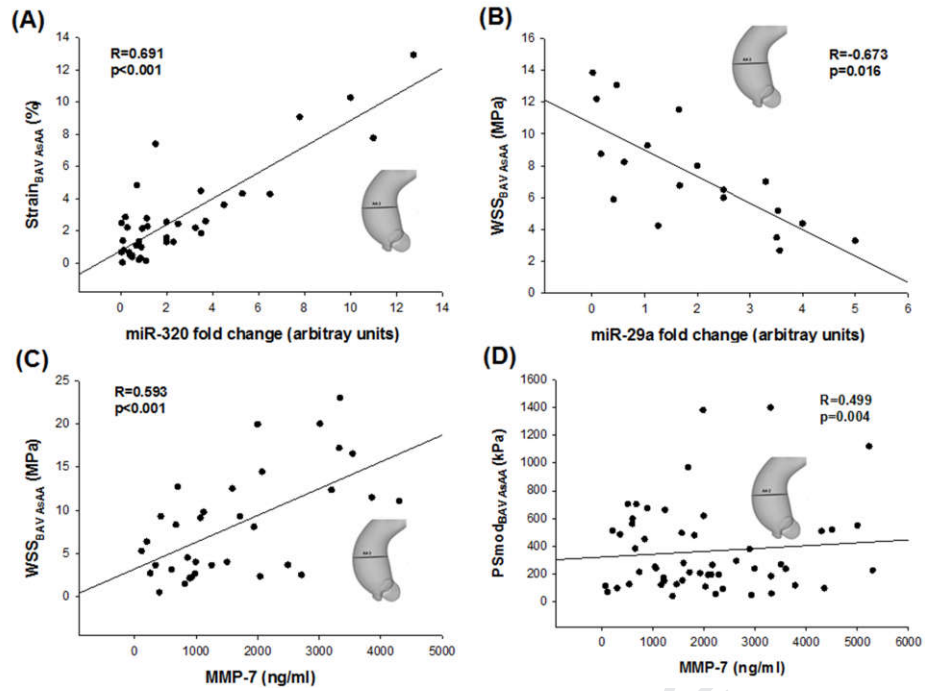 (A)
R=0.691
p<0.001
Strain BAV AsAA (%)
14
12
10
8
6
4
2
0
0 2 4 6 8 10 12 14
miR-320 fold change (arbitray units)
(B)
R=-0.673
p=0.016
WSS BAV AsAA (MPa)
16
14
12
10
8
6
4
2
0
0 1 2 3 4 5 6
miR-29a fold change (arbitray units)
(C)
R=0.593
p<0.001
WSS BAV AsAA (MPa)
25
20
15
10
5
0
0 1000 2000 3000 4000 5000
MMP-7 (ng/ml)
(D)
R=0.499
p=0.004
PSmod BAV AsAA (kPa)
1600
1400
1200
1000
800
600
400
200
0
0 1000 2000 3000 4000 5000 6000
MMP-7 (ng/ml)